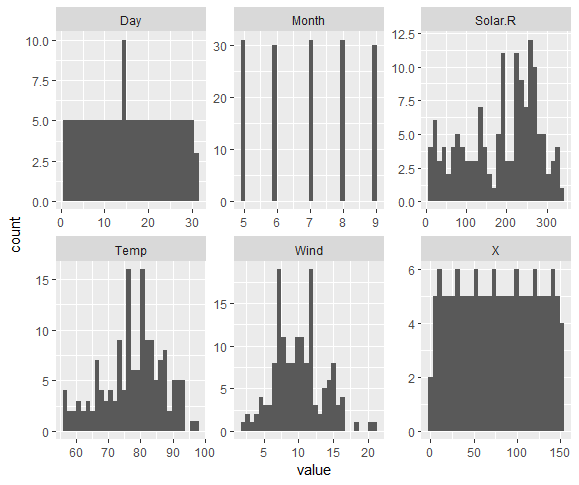 Day Month Solar.R
10.0 7.5 5.0 2.5 0.0
30 20 10 0
12.5 10.0 7.5 5.0 2.5 0.0
0 10 20 30
5 6 7 8 9
0 100 200 300
Temp Wind X
15 10 5 0
15 10 5 0
6 4 2 0
60 70 80 90 100
5 10 15 20
0 50 100 150
count
value